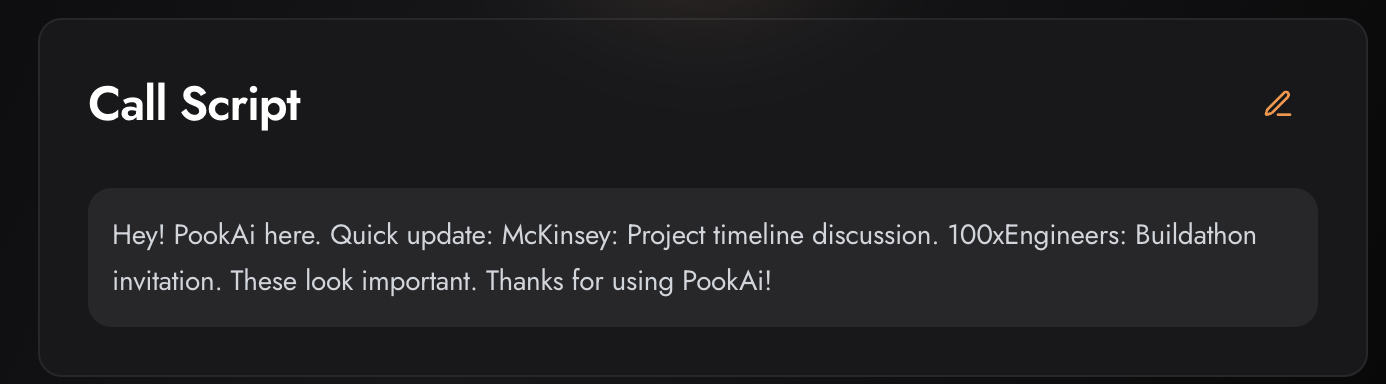 Call Script
Hey! PookAi here. Quick update: McKinsey: Project timeline discussion. 100xEngineers: Buildathon
invitation. These look important. Thanks for using PookAi!